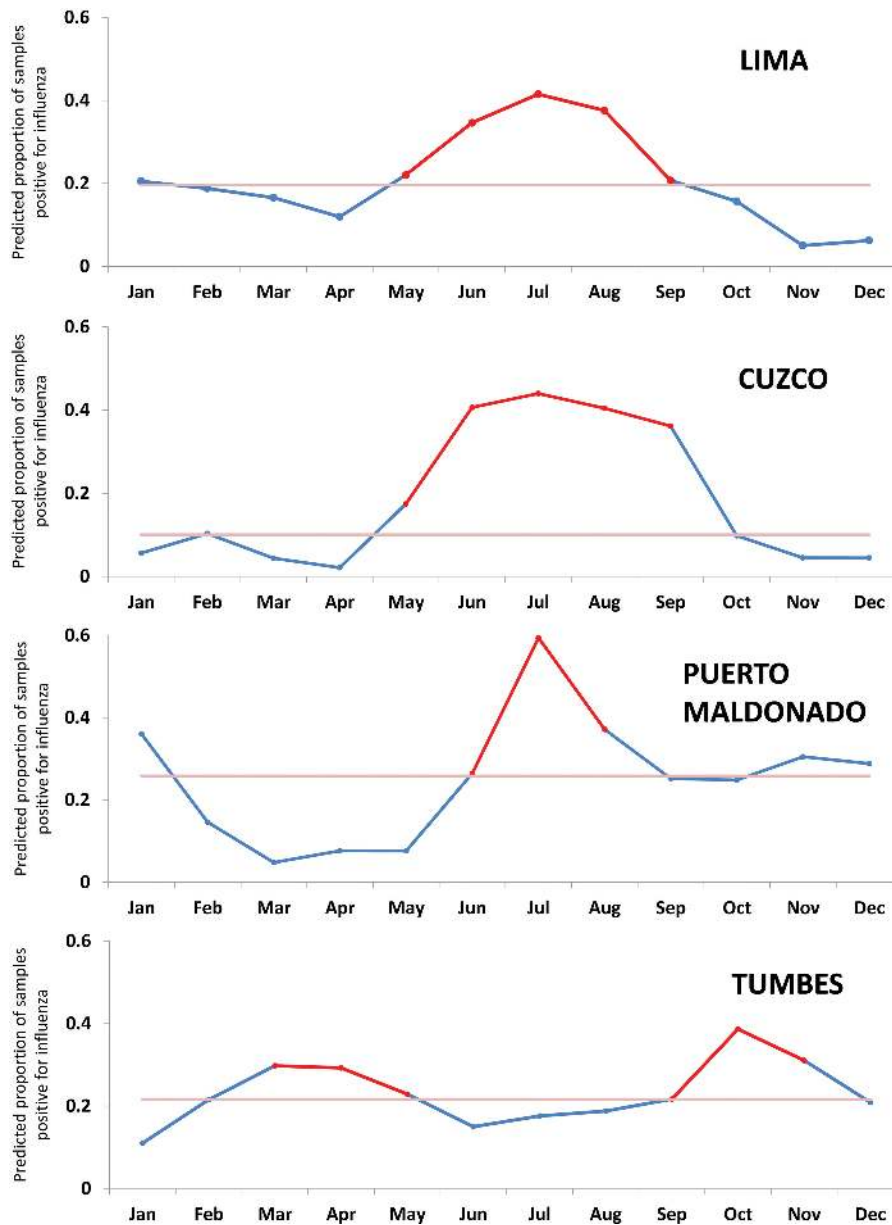 Predicted proportion of samples
positive for influenza
0.6
0.4
0.2
0
LIMA
Jan Feb Mar Apr May Jun Jul Aug Sep Oct Nov Dec
Predicted proportion of samples
positive for influenza
0.6
0.4
0.2
0
CUZCO
Jan Feb Mar Apr May Jun Jul Aug Sep Oct Nov Dec
Predicted proportion of samples
positive for influenza
0.6
0.4
0.2
0
PUERTO
MALDONADO
Jan Feb Mar Apr May Jun Jul Aug Sep Oct Nov Dec
Predicted proportion of samples
positive for influenza
0.6
0.4
0.2
0
TUMBES
Jan Feb Mar Apr May Jun Jul Aug Sep Oct Nov Dec